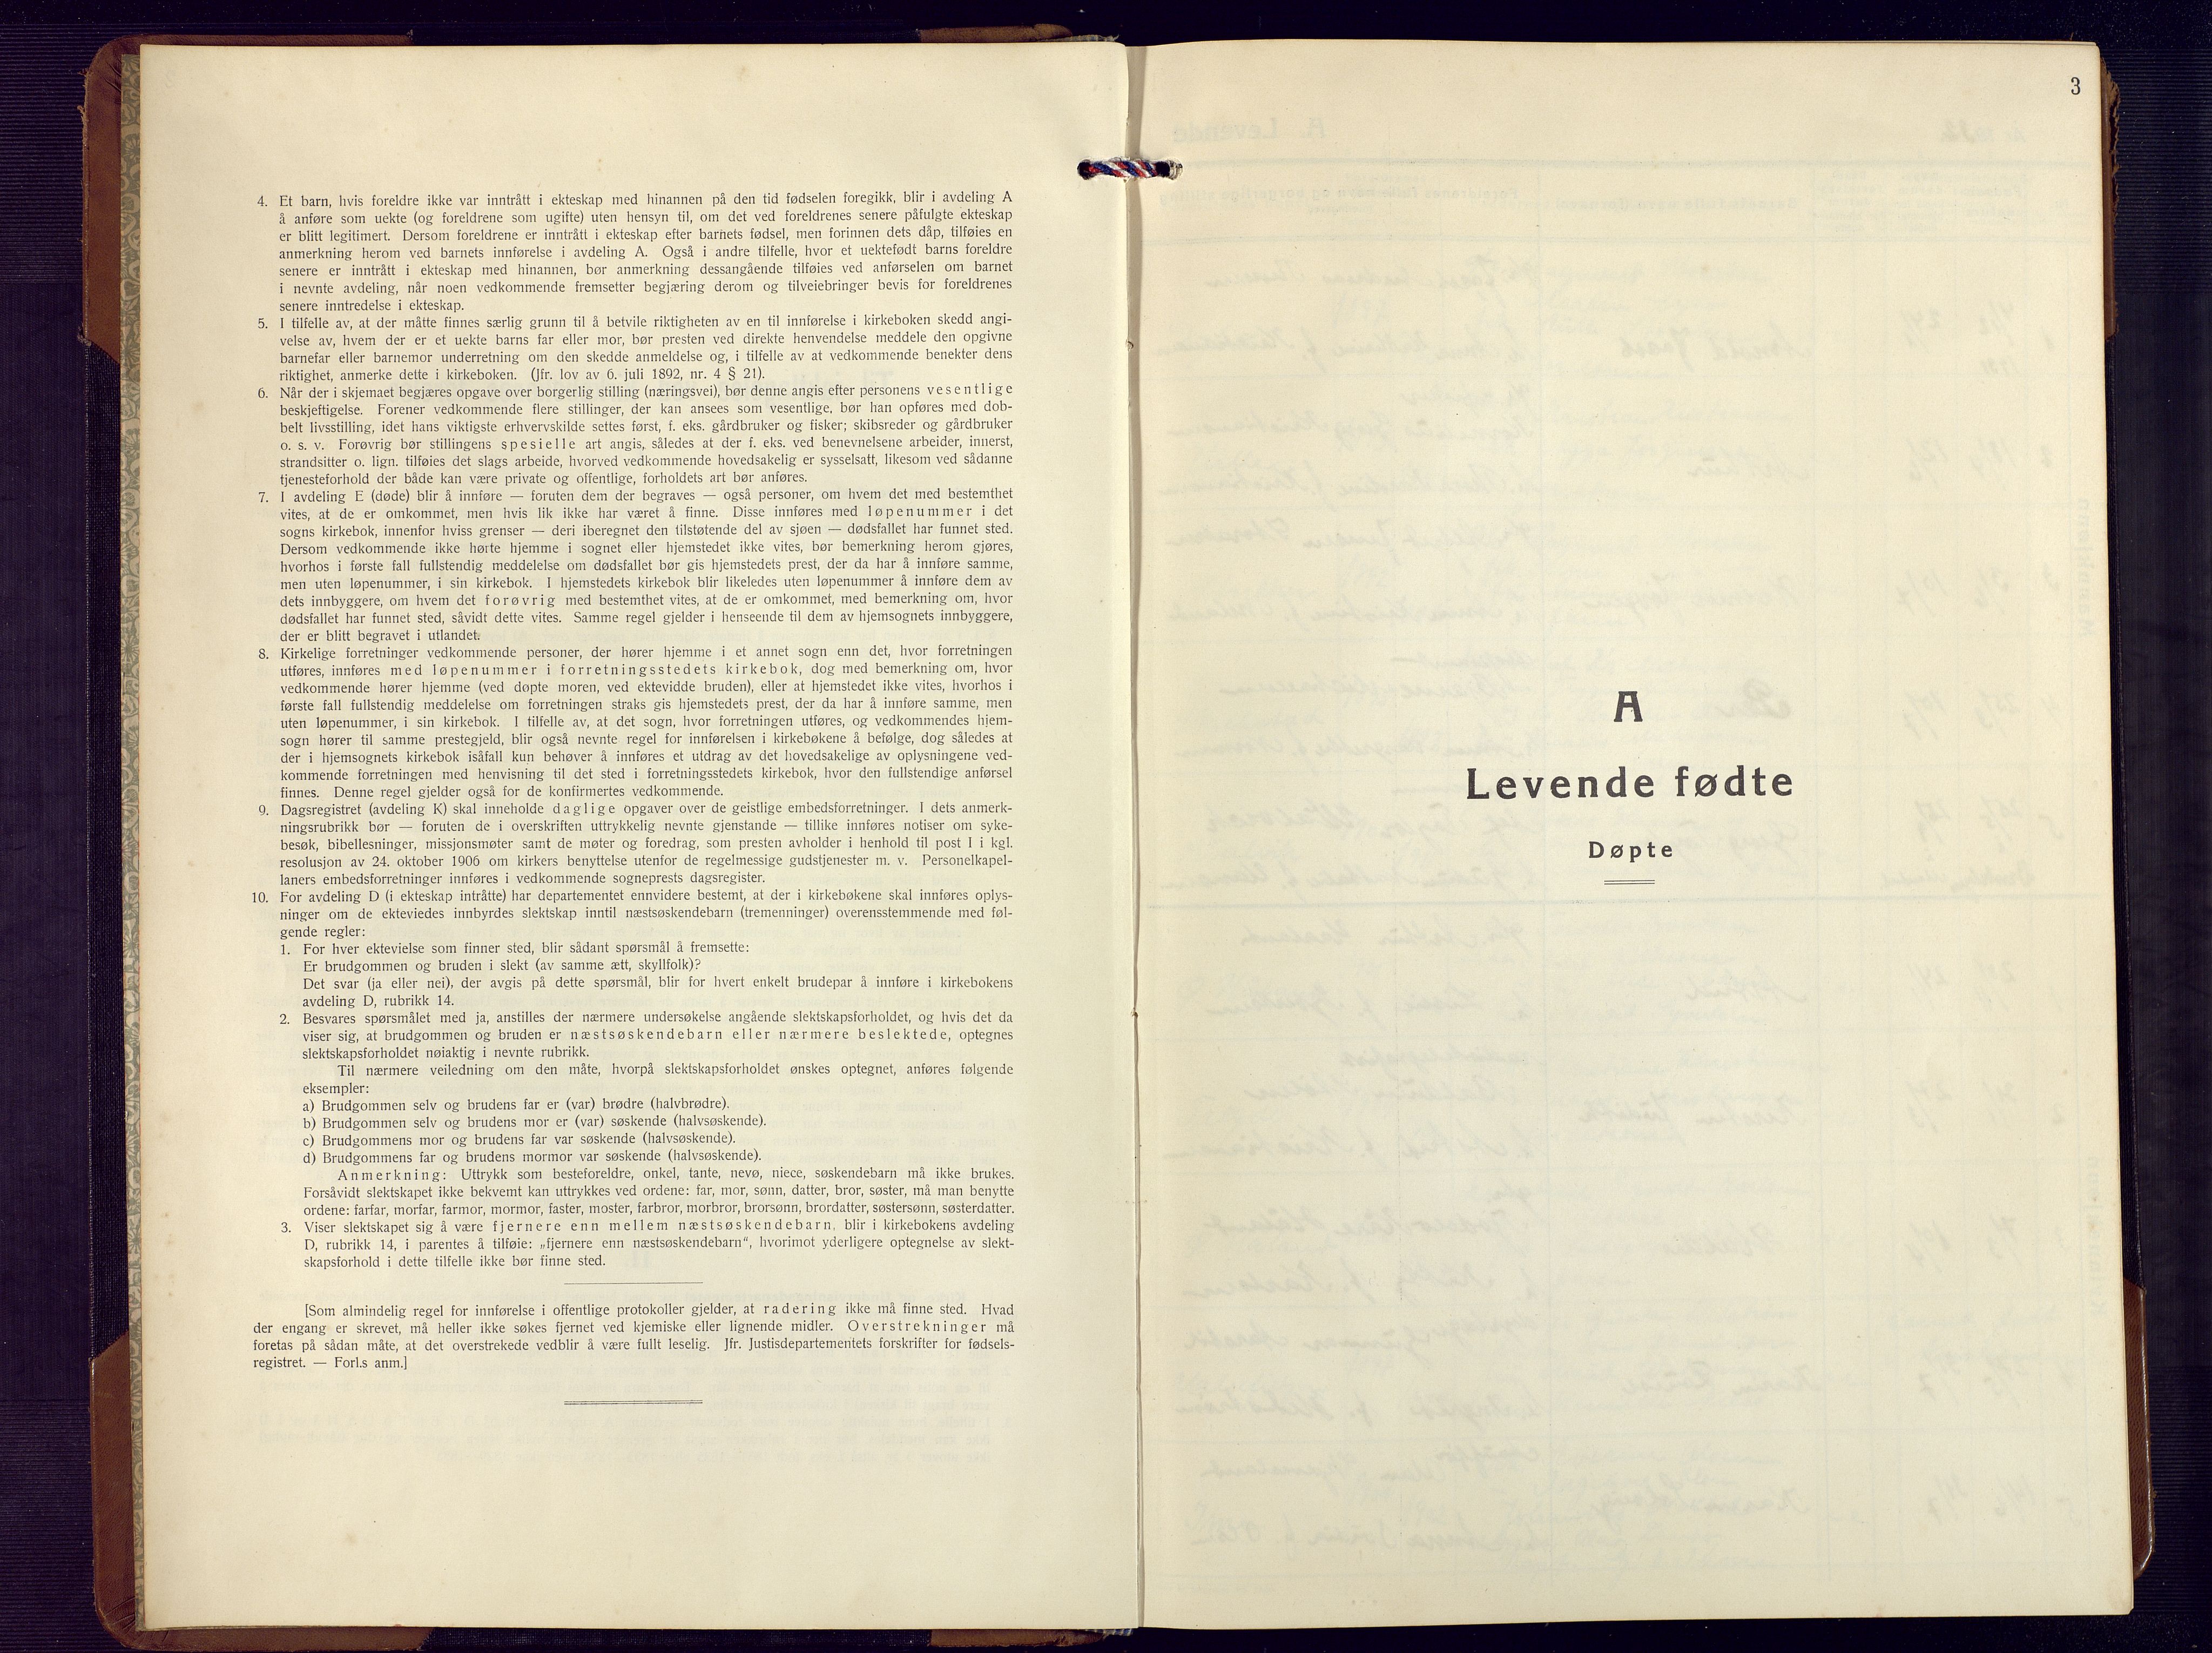 4. Et barn, hvis foreldre ikke var inntrått i ekteskap med hinannen på den tid fødselen foregikk, blir i avdeling A
å anføre som uekte (og foreldrene som ugifte) uten hensyn til, om det ved foreldrenes senere påfulgte ekteskap
er blitt legitimert. Dersom foreldrene er inntrått i ekteskap efter barnets fødsel, men forinnen dets dåp, tilføies en
anmerkning herom ved barnets innførelse i avdeling A. Også i andre tilfelle, hvor et uektefødt barns foreldre
senere er inntrått i ekteskap med hinannen, bør anmerkning dessangående tilføies ved anførselen om barnet
i nevnte avdeling, når noen vedkommende fremsetter begjæring derom og tilveiebringer bevis for foreldrenes
senere inntredelse i ekteskap.
5. I tilfelle av, at der måtte finnes særlig grunn til å betvile riktigheten av en til innførelse i kirkeboken skedd angi-
velse av, hvem der er et uekte barns far eller mor, bør presten ved direkte henvendelse meddele den opgivne
barnefar eller barnemor underretning om den skedde anmeldelse og, i tilfelle av at vedkommende benekter dens
riktighet, anmerke dette i kirkeboken. (Jfr. lov av 6. juli 1892, nr. 4 § 21).
6. Når der i skjemaet begjæres opgave over borgerlig stilling (næringsvei), bør denne angis efter personens vesentlige
beskjeftigelse. Forener vedkommende flere stillinger, der kan ansees som vesentlige, bør han opføres med dob-
belt livsstilling, idet hans viktigste erhvervskilde settes først, f. eks. gårdbruker og fisker; skibsreder og gårdbruker
o. s. v. Forøvrig bør stillingens spesielle art angis, således at der f. eks. ved benevnelsene arbeider, innerst,
strandsitter o. lign. tilføies det slags arbeide, hvorved vedkommende hovedsakelig er sysselsatt, likesom ved sådanne
tjenesteforhold der både kan være private og offentlige, forholdets art bør anføres.
7. I avdeling E (døde) blir å innføre — foruten dem der begraves — også personer, om hvem det med bestemthet
vites, at de er omkommet, men hvis lik ikke har været å finne. Disse innføres med løpenummer i det
sogns kirkebok, innenfor hviss grenser — deri iberegnet den tilstøtende del av sjøen — dødsfallet har funnet sted.
Dersom vedkommende ikke hørte hjemme i sognet eller hjemstedet ikke vites, bør bemerkning herom gjøres,
hvorhos i første fall fullstendig meddelelse om dødsfallet bør gis hjemstedets prest, der da har å innføre samme,
men uten løpenummer, i sin kirkebok. I hjemstedets kirkebok blir likeledes uten løpenummer å innføre dem av
dets innbyggere, om hvem det forøvrig med bestemthet vites, at de er omkommet, med bemerkning om, hvor
dødsfallet har funnet sted, såvidt dette vites. Samme regel gjelder i henseende til dem av hjemsognets innbyggere,
der er blitt begravet i utlandet.
8. Kirkelige forretninger vedkommende personer, der hører hjemme i et annet sogn enn det, hvor forretningen
utføres, innføres med løpenummer i forretningsstedets kirkebok, dog med bemerkning om, hvor
vedkommende hører hjemme (ved døpte moren, ved ektevidde bruden), eller at hjemstedet ikke vites, hvorhos i
første fall fullstendig meddelelse om forretningen straks gis hjemstedets prest, der da har å innføre samme, men
uten løpenummer, i sin kirkebok. I tilfelle av, at det sogn, hvor forretningen utføres, og vedkommendes hjem-
sogn hører til samme prestegjeld, blir også nevnte regel for innførelsen i kirkebøkene å befølge, dog således at
der i hjemsognets kirkebok isåfall kun behøver å innføres et utdrag av det hovedsakelige av oplysningene ved-
kommende forretningen med henvisning til det sted i forretningsstedets kirkebok, hvor den fullstendige anførsel
finnes. Denne regel gjelder også for de konfirmertes vedkommende.
9. Dagsregistret (avdeling K) skal inneholde daglige opgaver over de geistlige embedsforretninger. I dets anmerk-
ningsrubrikk bør — foruten de i overskriften uttrykkelig nevnte gjenstande — tillike innføres notiser om syke-
besøk, bibellesninger, missjonsmøter samt de møter og foredrag, som presten avholder i henhold til post I i kgl.
resolusjon av 24. oktober 1906 om kirkers benyttelse utenfor de regelmessige gudstjenester m. v. Personelkapel-
laners embedsforretninger innføres i vedkommende sogneprests dagsregister.
10. For avdeling D (i ekteskap intråtte) har departementet ennvidere bestemt, at der i kirkebøkene skal innføres oplys-
ninger om de ekteviedes innbyrdes slektskap inntil næstsøskendebarn (tremenninger) overensstemmende med føl-
gende regler:
1. For hver ektevielse som finner sted, blir sådant spørsmål å fremsette:
Er brudgommen og bruden i slekt (av samme ætt, skyllfolk)?
Det svar (ja eller nei), der avgis på dette spørsmål, blir for hvert enkelt brudepar å innføre i kirkebokens
avdeling D, rubrikk 14.
2. Besvares spørsmålet med ja, anstilles der nærmere undersøkelse angående slektskapsforholdet, og hvis det da
viser sig, at brudgommen og bruden er næstsøskendebarn eller nærmere beslektede, optegnes
slektskapsforholdet nøiaktig i nevnte rubrikk.
Til nærmere veiledning om den måte, hvorpå slektskapsforholdet ønskes optegnet, anføres følgende
eksempler:
a) Brudgommen selv og brudens far er (var) brødre (halvbrødre).
b) Brudgommen selv og brudens mor er (var) søskende (halvsøskende).
c) Brudgommens mor og brudens far var søskende (halvsøskende).
d) Brudgommens far og brudens mormor var søskende (halvsøskende).
Anmerkning: Uttrykk som besteforeldre, onkel, tante, nevø, niece, søskendebarn må ikke brukes.
Forsåvidt slektskapet ikke bekvemt kan uttrykkes ved ordene: far, mor, sønn, datter, bror, søster, må man benytte
ordene: farfar, morfar, farmor, mormor, faster, moster, farbror, morbror, brorsønn, brordatter, søstersønn, søsterdatter.
3. Viser slektskapet sig å være fjernere enn mellem næstsøskendebarn, blir i kirkebokens avdeling
D, rubrikk 14, i parentes å tilføie: „fjernere enn næstsøskendebarn“, hvorimot yderligere optegnelse av slekt-
skapsforhold i dette tilfelle ikke bør finne sted.
[Som almindelig regel for innførelse i offentlige protokoller gjelder, at radering ikke må finne sted. Hvad
der engang er skrevet, må heller ikke søkes fjernet ved kjemiske eller lignende midler. Overstrekninger må
foretas på sådan måte, at det overstrekede vedblir å være fullt leselig. Jfr. Justisdepartementets forskrifter for fødsels-
registret. — Forl.s anm.]
3
A
Levende fødte
Døpte